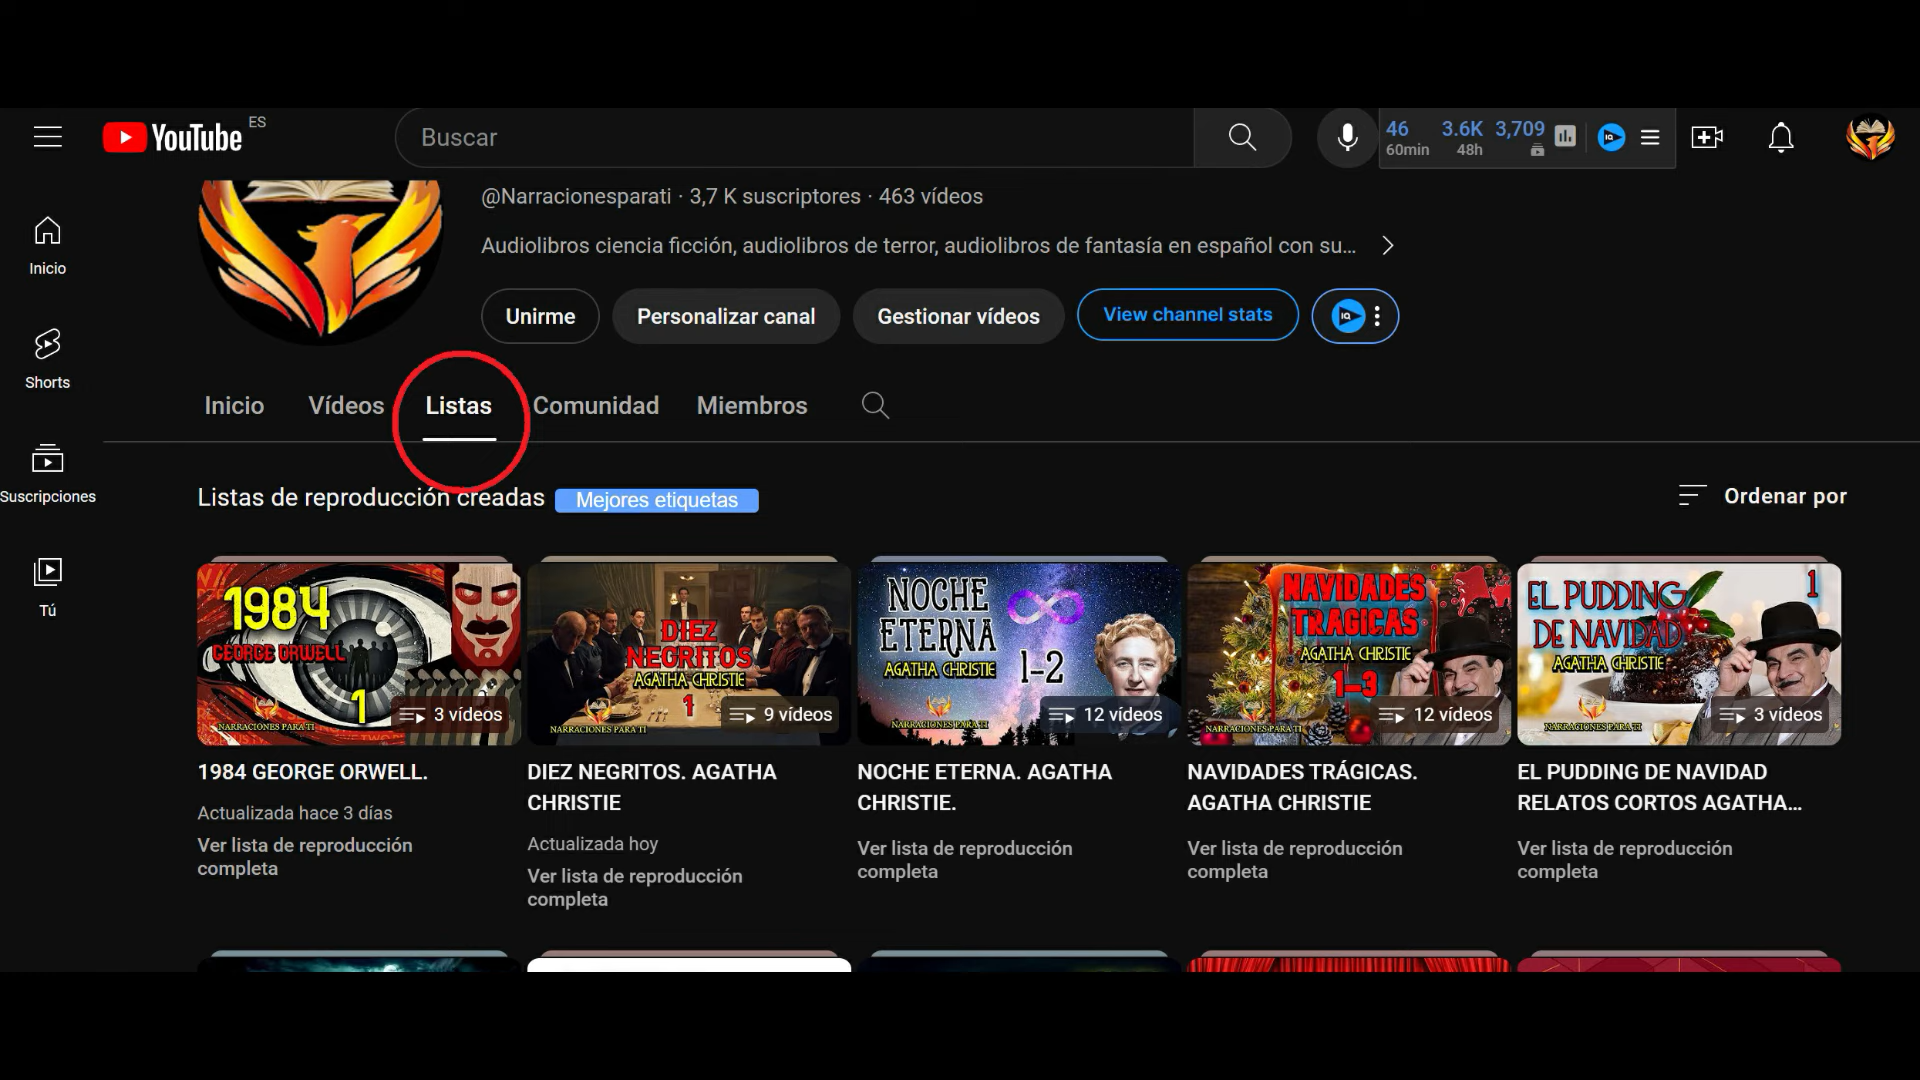 YouTube ES
Buscar
46 3.6K 3,709
60min 48h
@Narracionesparati · 3,7 K suscriptores · 463 vídeos
Audiolibros ciencia ficción, audiolibros de terror, audiolibros de fantasía en español con su...
Unirme Personalizar canal Gestionar vídeos View channel stats IQ
Inicio
Shorts
Suscripciones
Tú
Inicio Vídeos Listas Comunidad Miembros
Listas de reproducción creadas Mejores etiquetas Ordenar por
1984
GEORGE ORWELL
1
NARRACIONES PARA TI
3 vídeos
1984 GEORGE ORWELL.
Actualizada hace 3 días
Ver lista de reproducción
completa
DIEZ
NEGRITOS
AGATHA CHRISTIE
1
NARRACIONES PARA TI
9 vídeos
DIEZ NEGRITOS. AGATHA
CHRISTIE
Actualizada hoy
Ver lista de reproducción
completa
NOCHE
ETERNA
AGATHA CHRISTIE
1-2
NARRACIONES PARA TI
12 vídeos
NOCHE ETERNA. AGATHA
CHRISTIE.
Ver lista de reproducción
completa
NAVIDADES
TRAGICAS
AGATHA CHRISTIE
1-3
NARRACIONES PARA TI
12 vídeos
NAVIDADES TRÁGICAS.
AGATHA CHRISTIE
Ver lista de reproducción
completa
1
EL PUDDING
DE NAVIDAD
AGATHA CHRISTIE
NARRACIONES PARA TI
3 vídeos
EL PUDDING DE NAVIDAD
RELATOS CORTOS AGATHA...
Ver lista de reproducción
completa